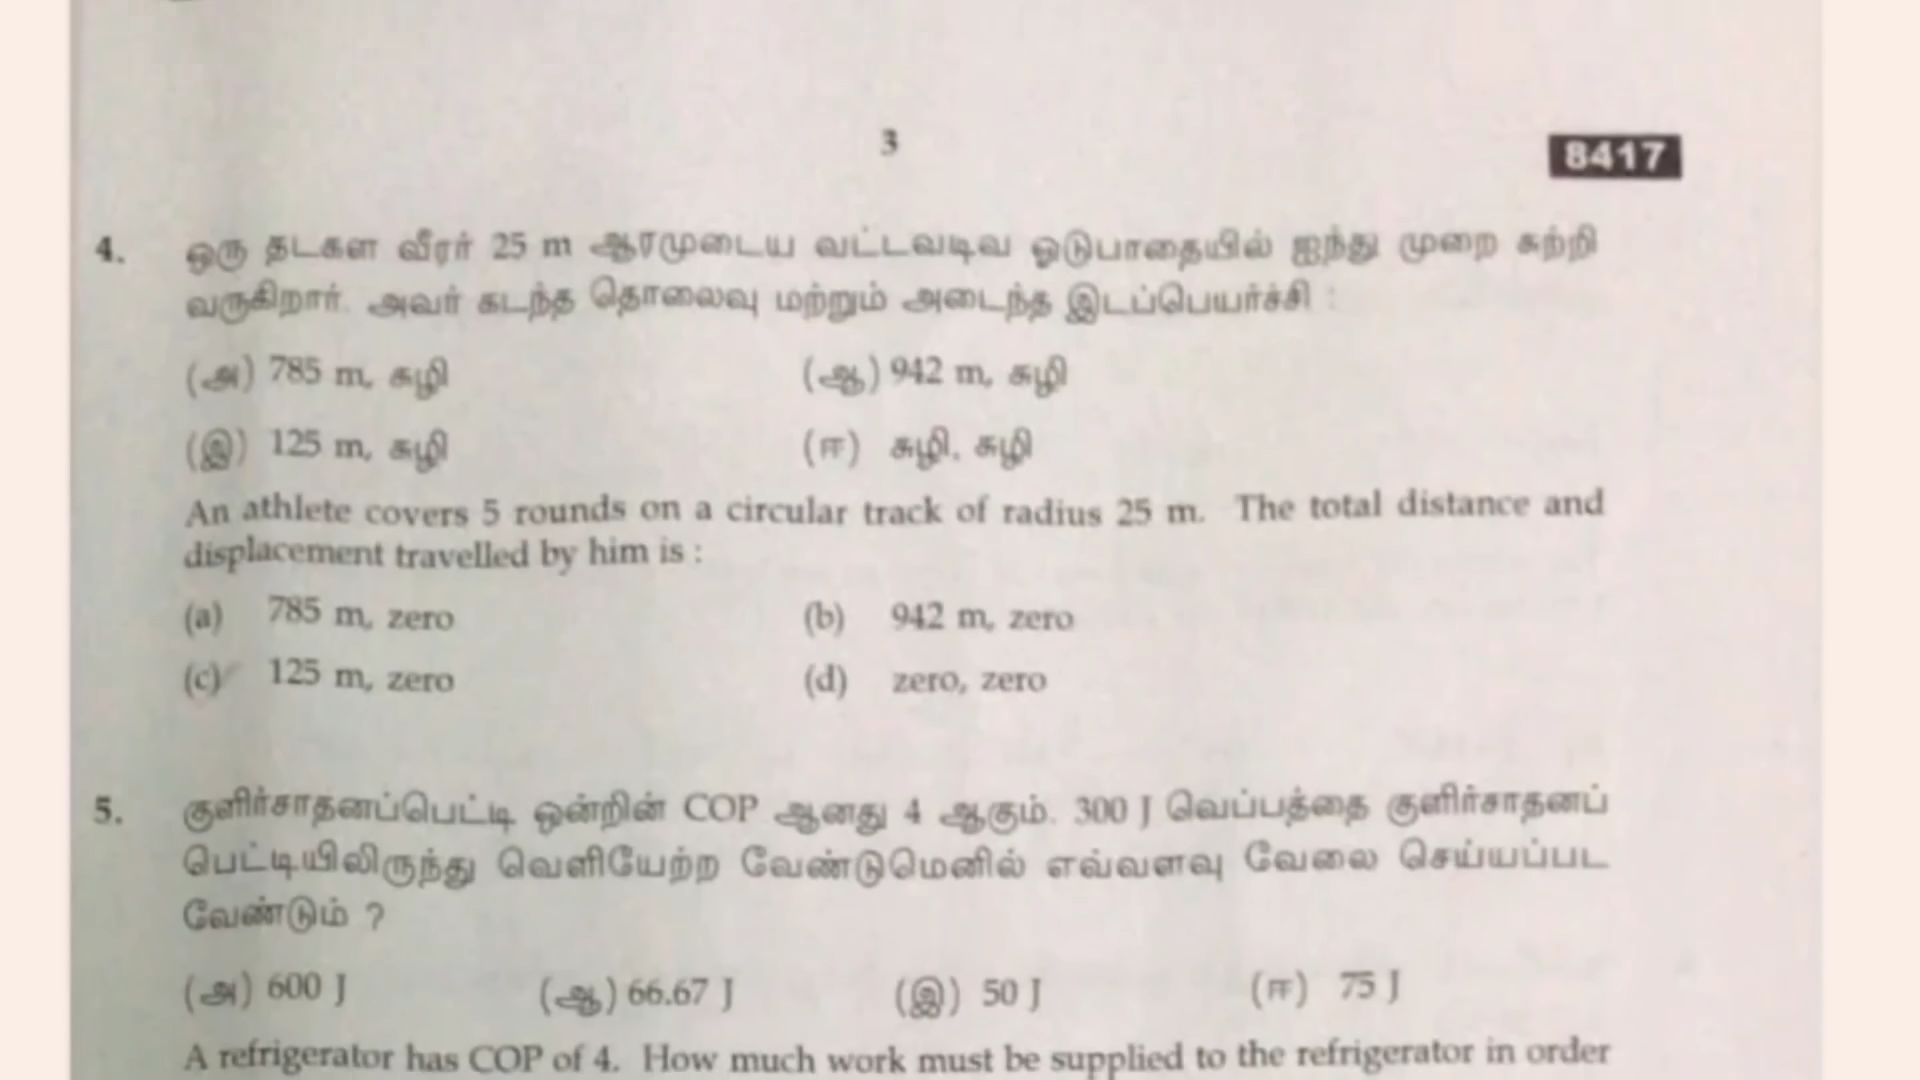 3
8417
4. ஒரு தடகள வீரர் 25 m ஆரமுடைய வட்டவடிவ ஓடுபாதையில் ஐந்து முறை சுற்றி
வருகிறார். அவர் கடந்த தொலைவு மற்றும் அடைந்த இடப்பெயர்ச்சி :
(அ) 785 m, சுழி (ஆ) 942 m, சுழி
(இ) 125 m, சுழி (ஈ) சுழி, சுழி
An athlete covers 5 rounds on a circular track of radius 25 m. The total distance and
displacement travelled by him is :
(a) 785 m, zero (b) 942 m, zero
(c) 125 m, zero (d) zero, zero
5. குளிர்சாதனப்பெட்டி ஒன்றின் COP ஆனது 4 ஆகும். 300 J வெப்பத்தை குளிர்சாதனப்
பெட்டியிலிருந்து வெளியேற்ற வேண்டுமெனில் எவ்வளவு வேலை செய்யப்பட
வேண்டும் ?
(அ) 600 J (ஆ) 66.67 J (இ) 50 J (ஈ) 75 J
A refrigerator has COP of 4. How much work must be supplied to the refrigerator in order